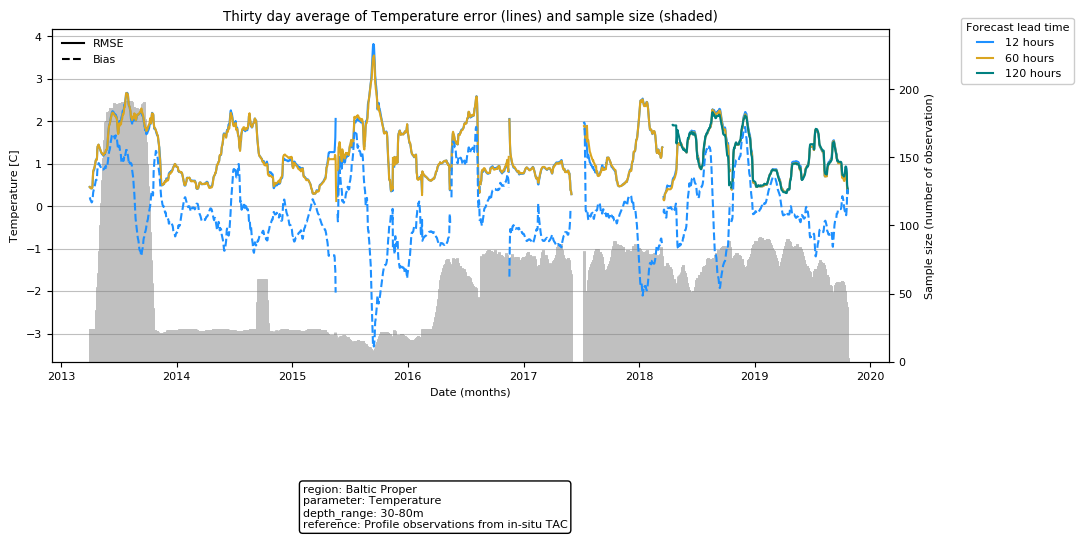 Thirty day average of Temperature error (lines) and sample size (shaded)
Forecast lead time
12 hours
60 hours
120 hours
RMSE
Bias
4
3
2
1
0
−1
−2
−3
Temperature [C]
200
150
100
50
0
Sample size (number of observation)
2013 2014 2015 2016 2017 2018 2019 2020
Date (months)
region: Baltic Proper
parameter: Temperature
depth_range: 30-80m
reference: Profile observations from in-situ TAC